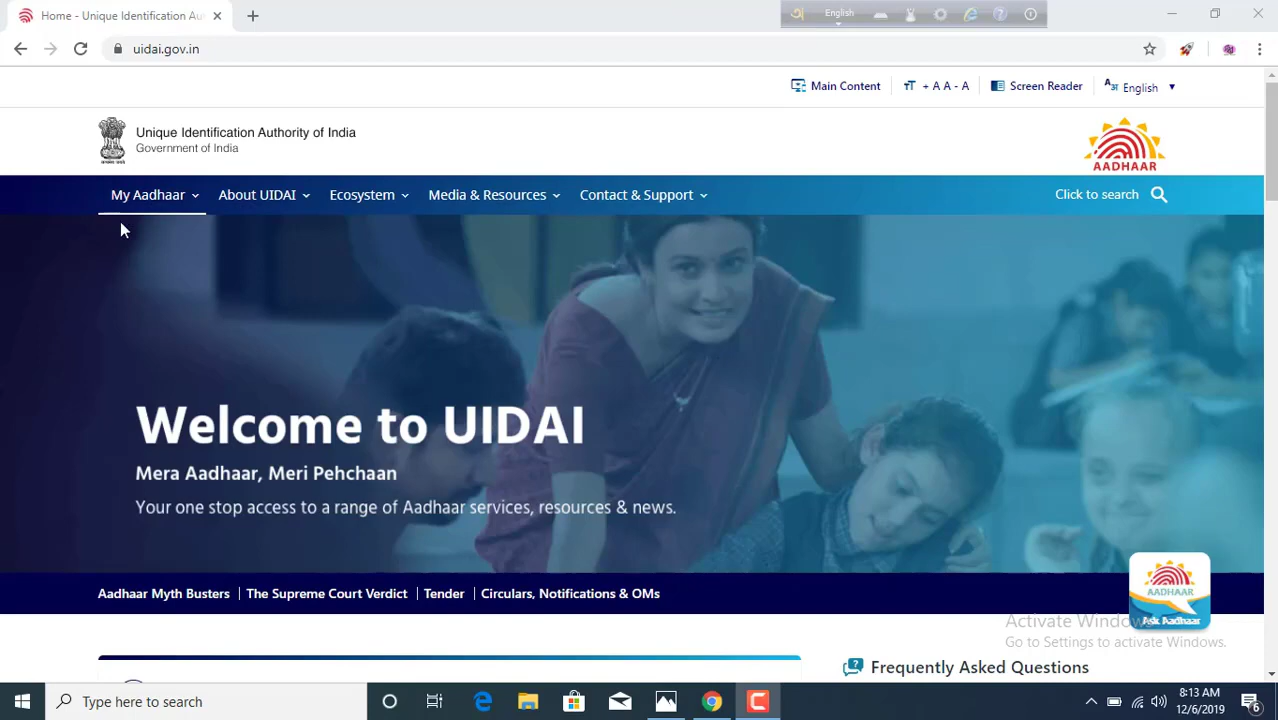 Home - Unique Identification Au
অ English
uidai.gov.in
Main Content
+ A A - A
Screen Reader
English
Unique Identification Authority of India
Government of India
AADHAAR
My Aadhaar
About UIDAI
Ecosystem
Media & Resources
Contact & Support
Click to search
Welcome to UIDAI
Mera Aadhaar, Meri Pehchaan
Your one stop access to a range of Aadhaar services, resources & news.
AADHAAR
Ask Aadhaar
Aadhaar Myth Busters
The Supreme Court Verdict
Tender
Circulars, Notifications & OMs
Activate Windows
Go to Settings to activate Windows.
Frequently Asked Questions
Type here to search
8:13 AM
12/6/2019
6